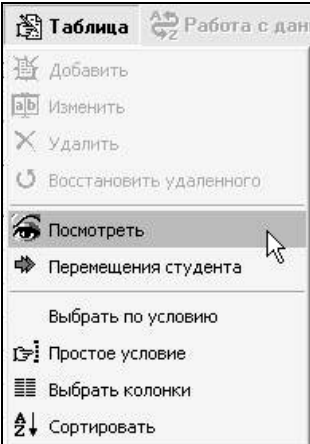 Таблица Работа с дан
Добавить
Изменить
Удалить
Восстановить удаленного
Посмотреть
Перемещения студента
Выбрать по условию
Простое условие
Выбрать колонки
Сортировать